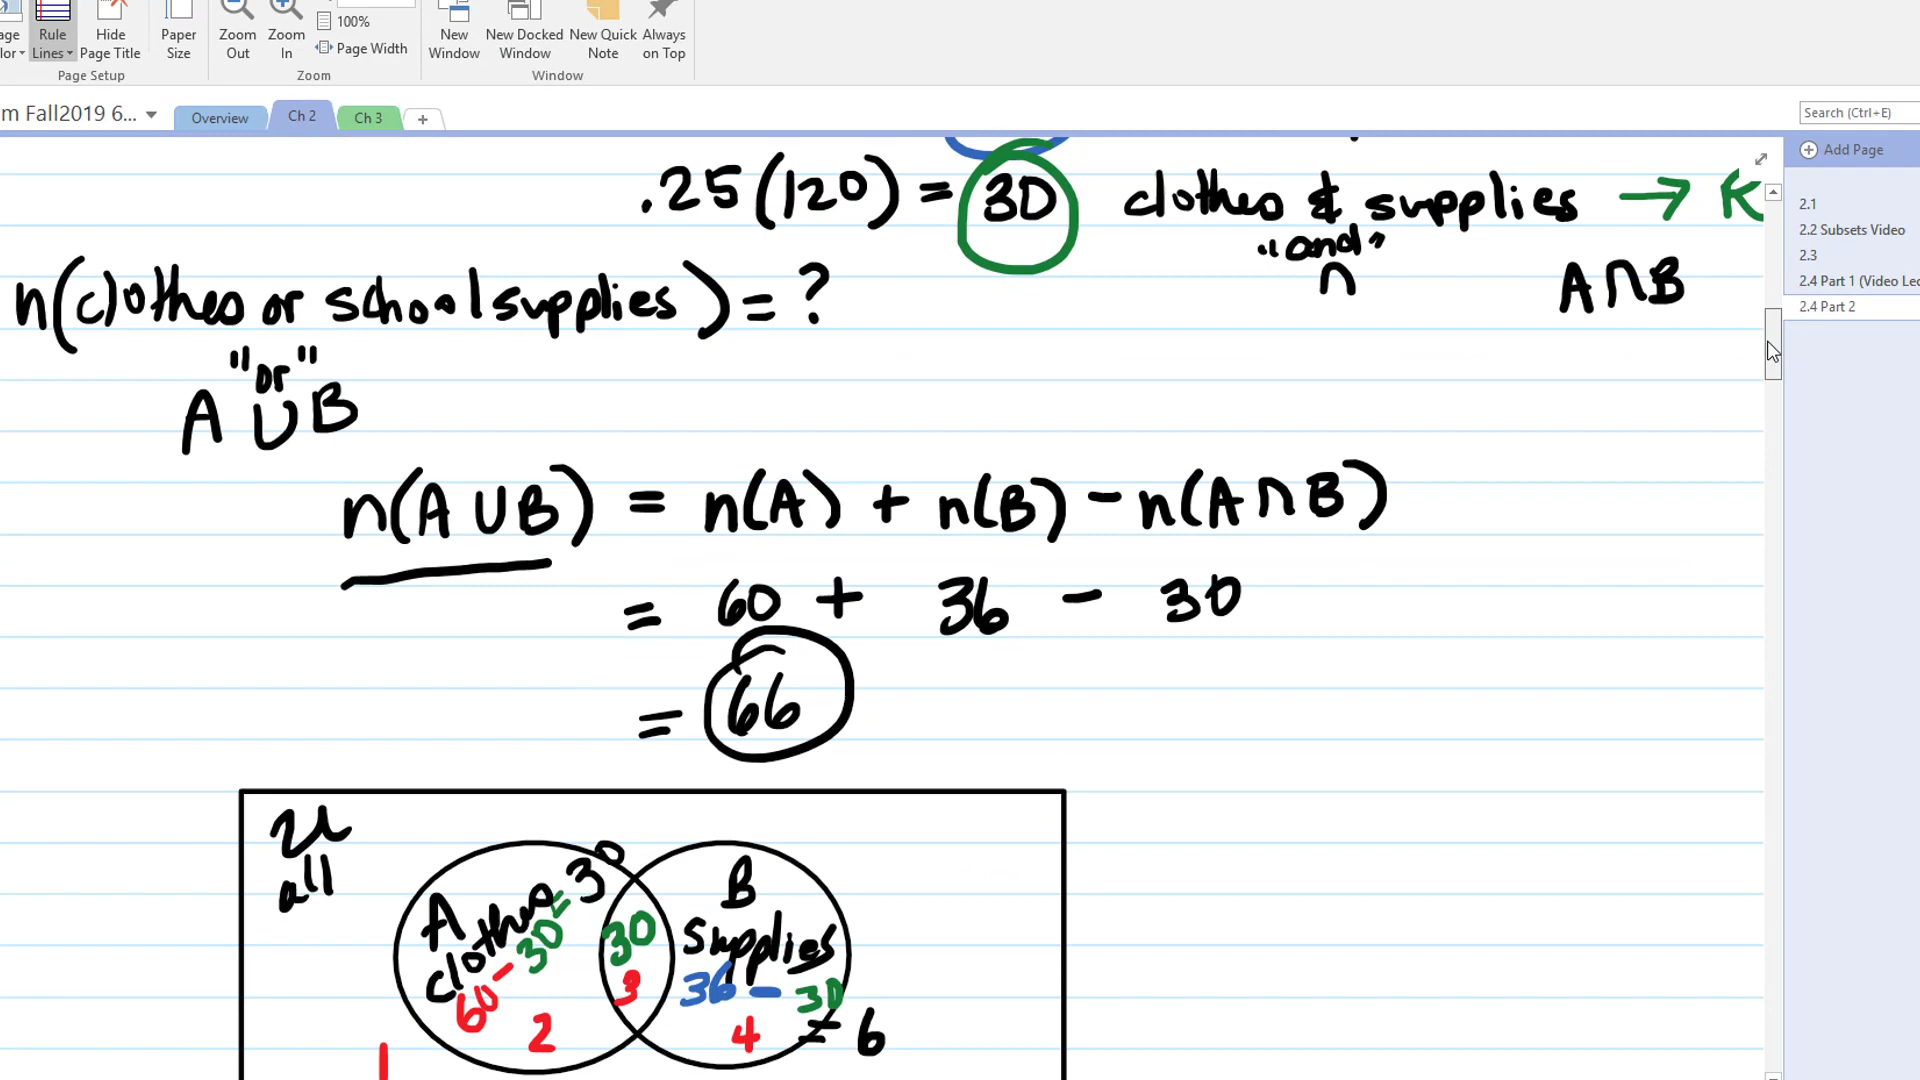 Rule Lines
Hide Page Title
Paper Size
Page Setup
Zoom Out
Zoom In
100%
Page Width
Zoom
New Window
New Docked Window
New Quick Note
Always on Top
Window
m Fall2019 6...
Overview
Ch 2
Ch 3
+
Search (Ctrl+E)
Add Page
2.1
2.2 Subsets Video
2.3
2.4 Part 1 (Video Lec
2.4 Part 2
.25(120) = 30 clothes & supplies →
"and"
∩
A∩B
n(clothes or school supplies) = ?
"or"
A ∪ B
n(A ∪ B) = n(A) + n(B) - n(A ∩ B)
= 60 + 36 - 30
= 66
U
all
A
clothes
60 - 30 = 30
2
30
3
B
supplies
36 - 30
= 6
4
1